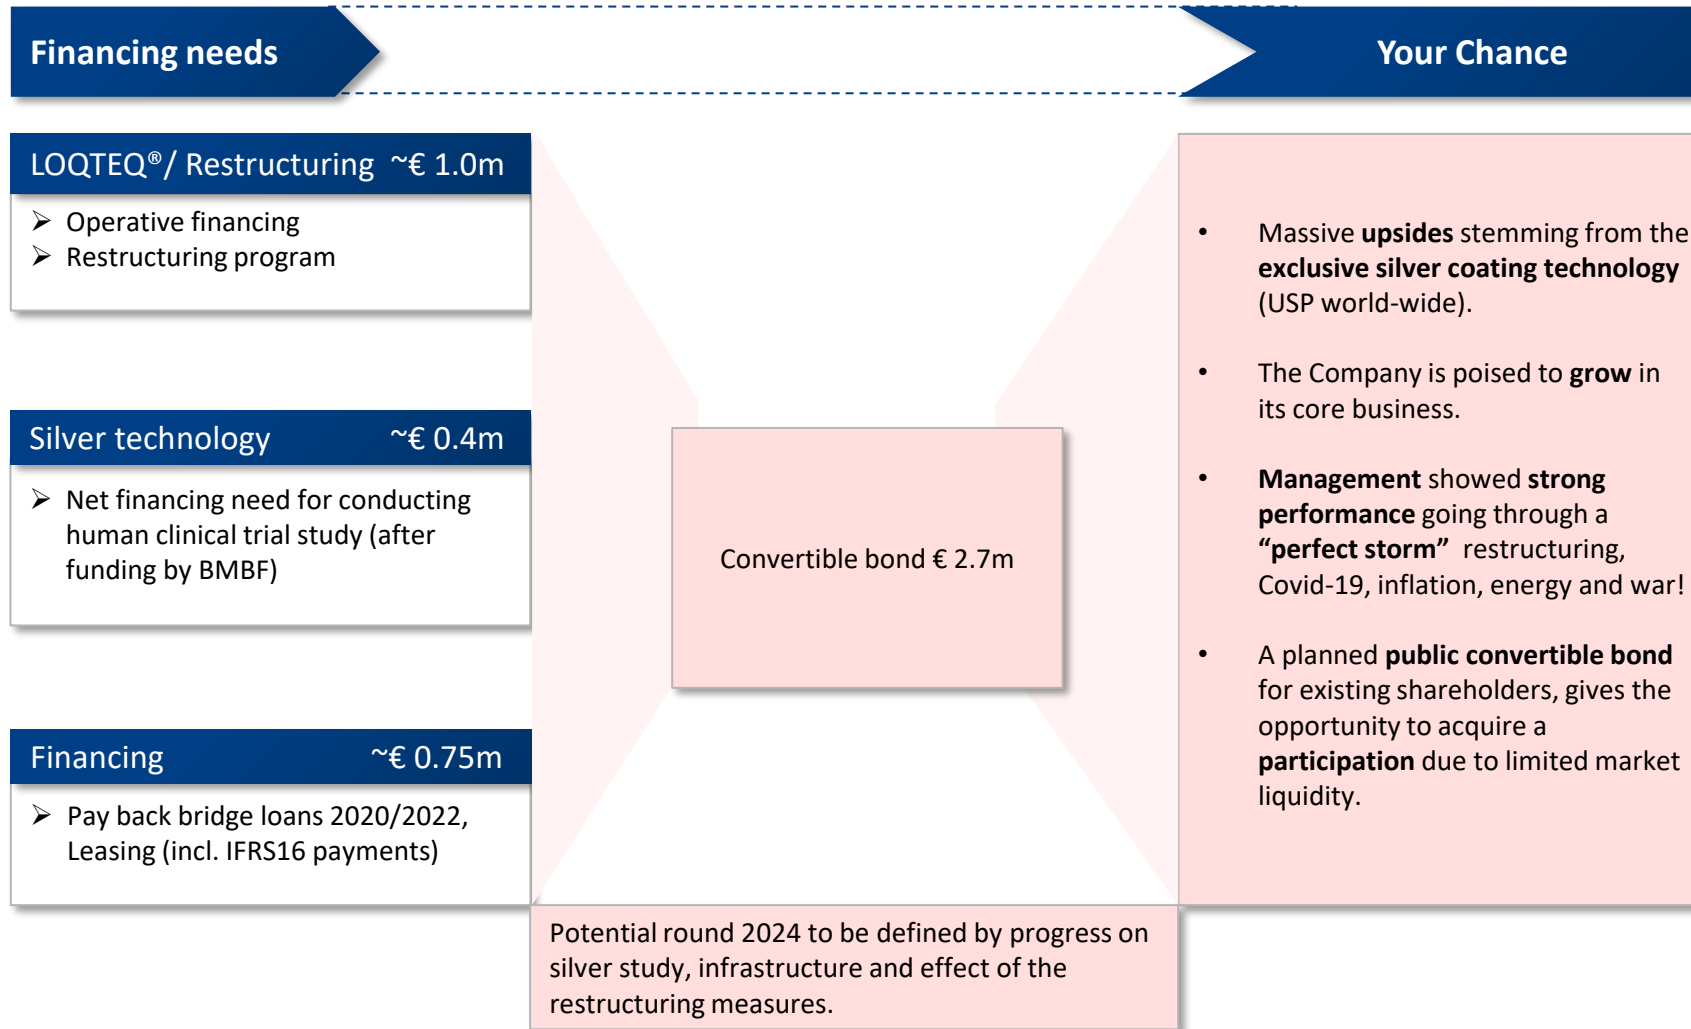 Financing needs
Your Chance
LOQTEQ®/ Restructuring ~€ 1.0m
➢ Operative financing
➢ Restructuring program
Silver technology ~€ 0.4m
➢ Net financing need for conducting
human clinical trial study (after
funding by BMBF)
Financing ~€ 0.75m
➢ Pay back bridge loans 2020/2022,
Leasing (incl. IFRS16 payments)
Convertible bond € 2.7m
Potential round 2024 to be defined by progress on
silver study, infrastructure and effect of the
restructuring measures.
• Massive upsides stemming from the
exclusive silver coating technology
(USP world-wide).
• The Company is poised to grow in
its core business.
• Management showed strong
performance going through a
“perfect storm” restructuring,
Covid-19, inflation, energy and war!
• A planned public convertible bond
for existing shareholders, gives the
opportunity to acquire a
participation due to limited market
liquidity.